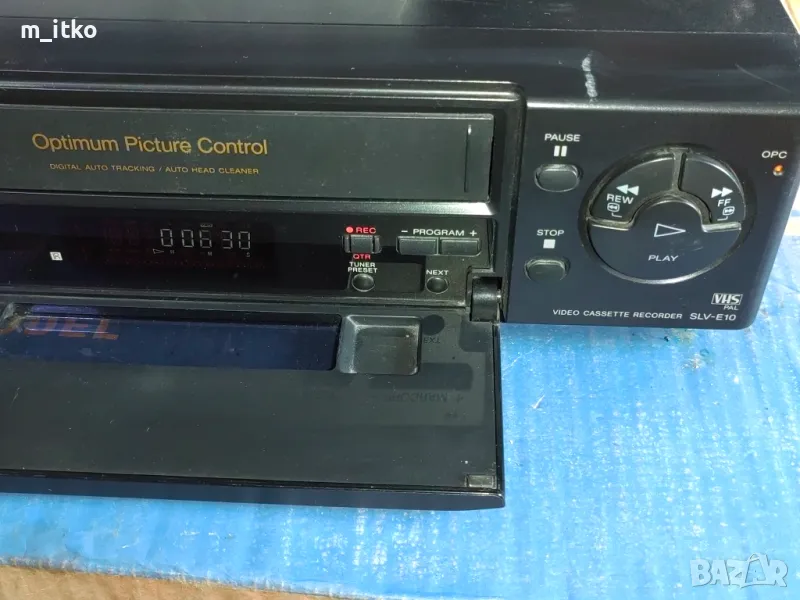 m_itko
Optimum Picture Control
DIGITAL AUTO TRACKING / AUTO HEAD CLEANER
PAUSE
OPC
REW
FF
STOP
PLAY
00630
H M S
REC
− PROGRAM +
QTR
TUNER
PRESET
NEXT
VHS
PAL
VIDEO CASSETTE RECORDER SLV-E10
BAZAR